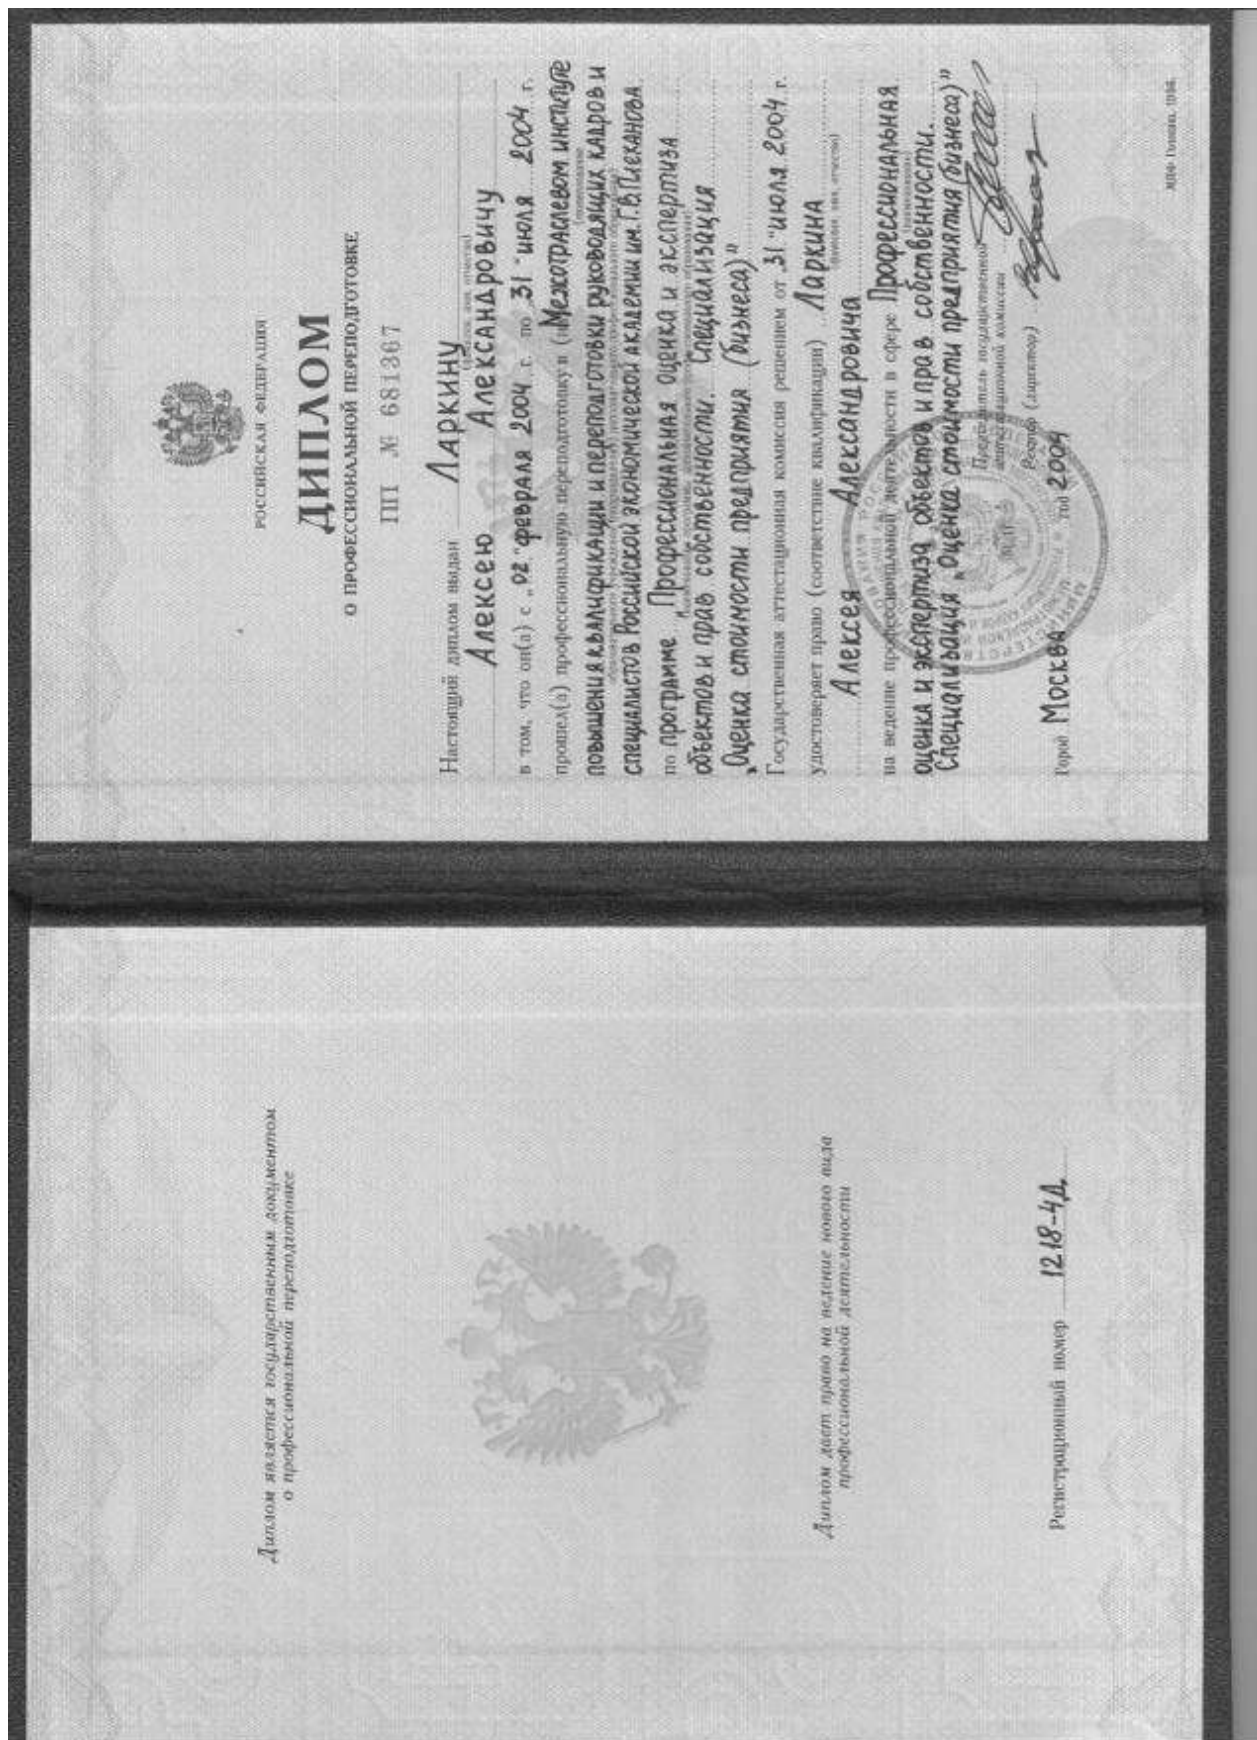 Диплом является государственным документом
о профессиональной переподготовке
Диплом дает право на ведение нового вида
профессиональной деятельности
Регистрационный номер 1218-4Д
РОССИЙСКАЯ ФЕДЕРАЦИЯ
ДИПЛОМ
О ПРОФЕССИОНАЛЬНОЙ ПЕРЕПОДГОТОВКЕ
ПП № 681367
Настоящий диплом выдан Ларкину
(фамилия, имя, отчество)
Алексею Александровичу
в том, что он(а) с „02" февраля 2004 г. по „31" июля 2004 г.
прошел(а) профессиональную переподготовку в (на) Межотраслевом институте
повышения квалификации и переподготовки руководящих кадров и
специалистов Российской экономической академии им. Г.В.Плеханова
по программе Профессиональная оценка и экспертиза
объектов и прав собственности. Специализация
„Оценка стоимости предприятия (бизнеса)"
Государственная аттестационная комиссия решением от „31" июля 2004 г.
удостоверяет право (соответствие квалификации) Ларкина
(фамилия, имя, отчество)
Алексея Александровича
на ведение профессиональной деятельности в сфере Профессиональная
оценка и экспертиза объектов и прав собственности.
Специализация „Оценка стоимости предприятия (бизнеса)"
Председатель государственной
аттестационной комиссии
Ректор (директор)
Город Москва год 2004